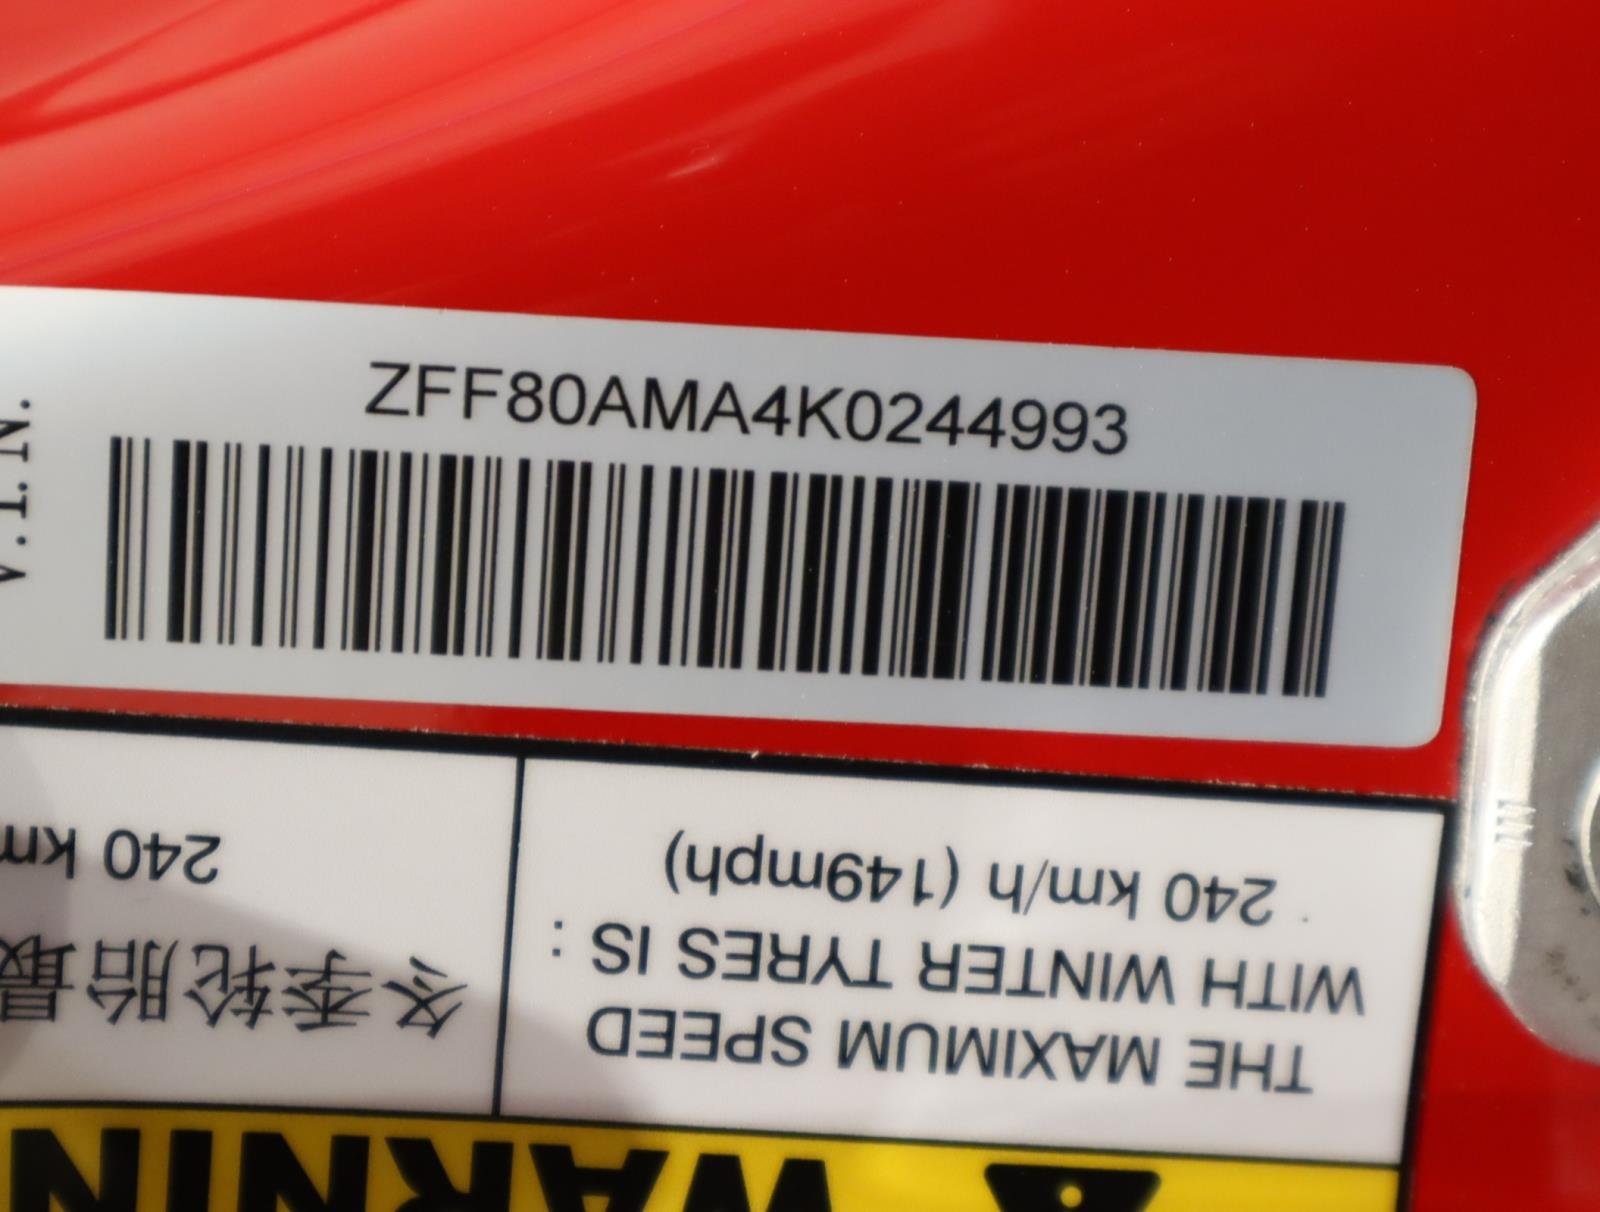 V.I.N.
ZFF80AMA4K0244993
WARNIN
THE MAXIMUM SPEED
WITH WINTER TYRES IS :
240 km/h (149mph)
冬季轮胎最
240 km